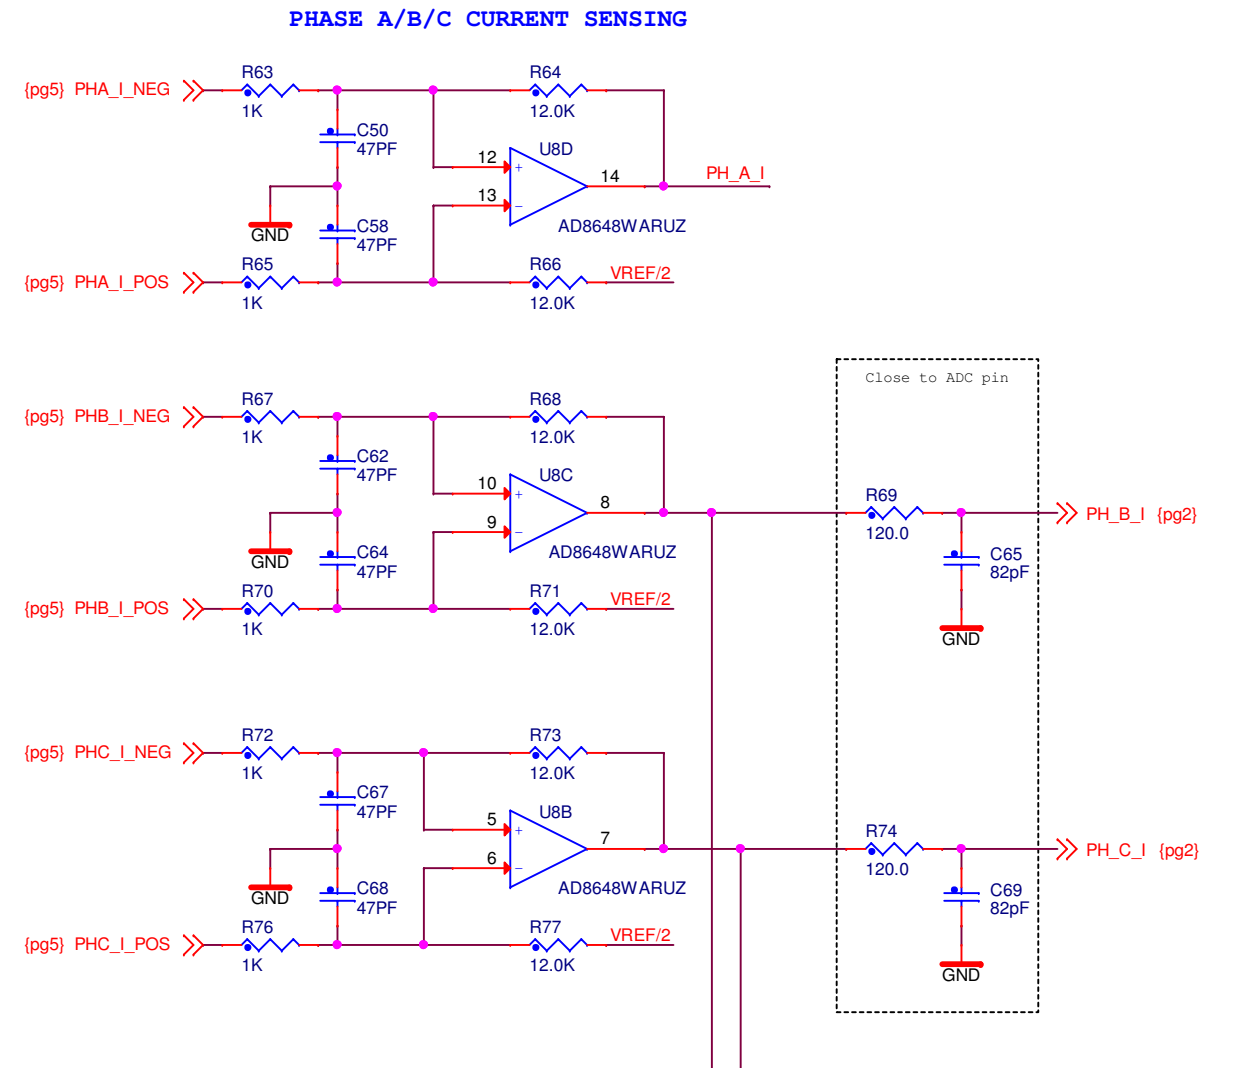 PHASE A/B/C CURRENT SENSING
{pg5} PHA_I_NEG
R63
1K
R64
12.0K
C50
47PF
U8D
12
+
13
−
14
PH_A_I
AD8648WARUZ
GND
C58
47PF
{pg5} PHA_I_POS
R65
1K
R66
12.0K
VREF/2
Close to ADC pin
{pg5} PHB_I_NEG
R67
1K
R68
12.0K
C62
47PF
U8C
10
+
9
−
8
AD8648WARUZ
GND
C64
47PF
R69
120.0
PH_B_I {pg2}
C65
82pF
GND
{pg5} PHB_I_POS
R70
1K
R71
12.0K
VREF/2
{pg5} PHC_I_NEG
R72
1K
R73
12.0K
C67
47PF
U8B
5
+
6
−
7
AD8648WARUZ
GND
C68
47PF
R74
120.0
PH_C_I {pg2}
C69
82pF
GND
{pg5} PHC_I_POS
R76
1K
R77
12.0K
VREF/2